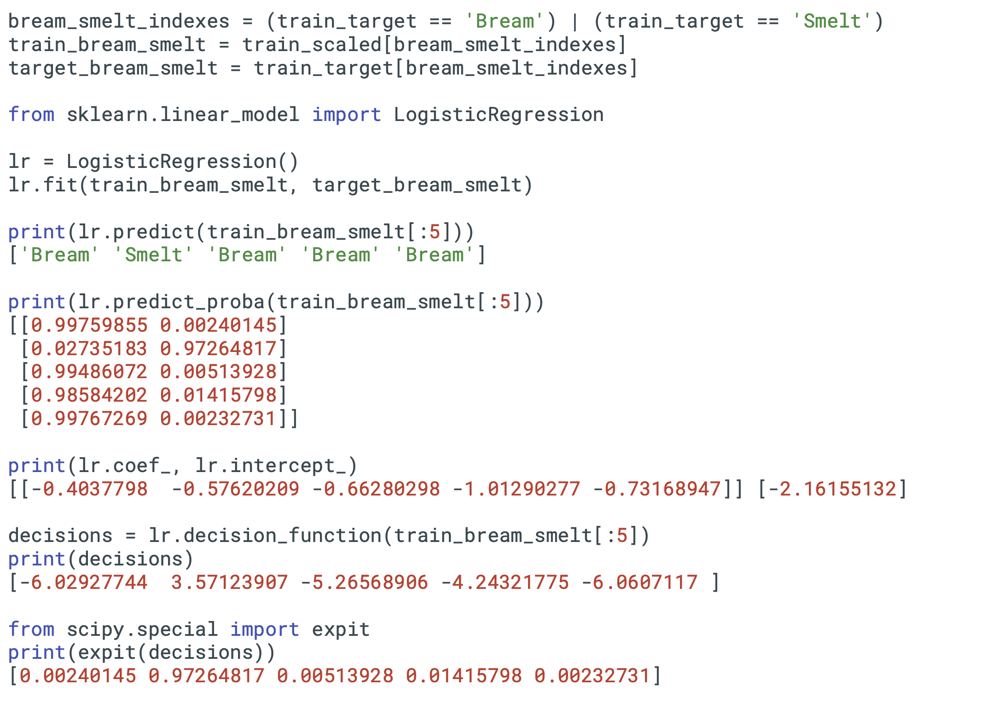 bream_smelt_indexes = (train_target == 'Bream') | (train_target == 'Smelt')
train_bream_smelt = train_scaled[bream_smelt_indexes]
target_bream_smelt = train_target[bream_smelt_indexes]

from sklearn.linear_model import LogisticRegression

lr = LogisticRegression()
lr.fit(train_bream_smelt, target_bream_smelt)

print(lr.predict(train_bream_smelt[:5]))
['Bream' 'Smelt' 'Bream' 'Bream' 'Bream']

print(lr.predict_proba(train_bream_smelt[:5]))
[[0.99759855 0.00240145]
 [0.02735183 0.97264817]
 [0.99486072 0.00513928]
 [0.98584202 0.01415798]
 [0.99767269 0.00232731]]

print(lr.coef_, lr.intercept_)
[[-0.4037798  -0.57620209 -0.66280298 -1.01290277 -0.73168947]] [-2.16155132]

decisions = lr.decision_function(train_bream_smelt[:5])
print(decisions)
[-6.02927744  3.57123907 -5.26568906 -4.24321775 -6.0607117 ]

from scipy.special import expit
print(expit(decisions))
[0.00240145 0.97264817 0.00513928 0.01415798 0.00232731]